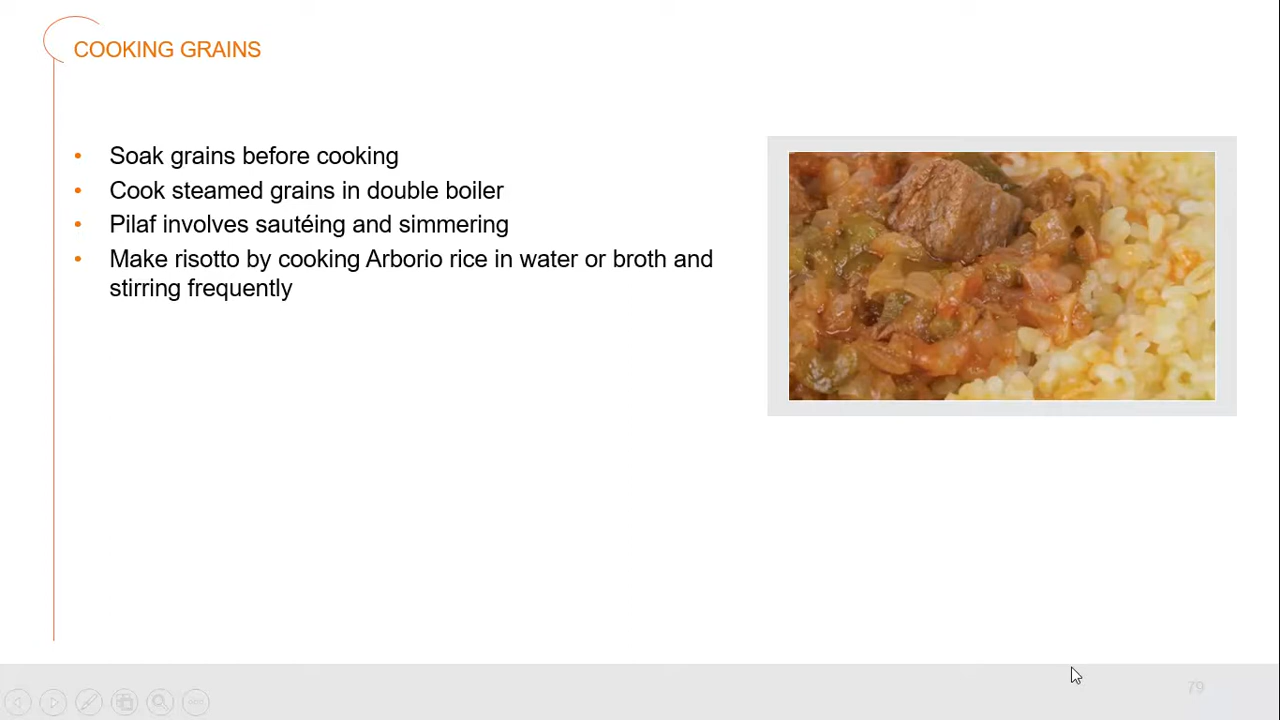 COOKING GRAINS
• Soak grains before cooking
• Cook steamed grains in double boiler
• Pilaf involves sautéing and simmering
• Make risotto by cooking Arborio rice in water or broth and
stirring frequently
79